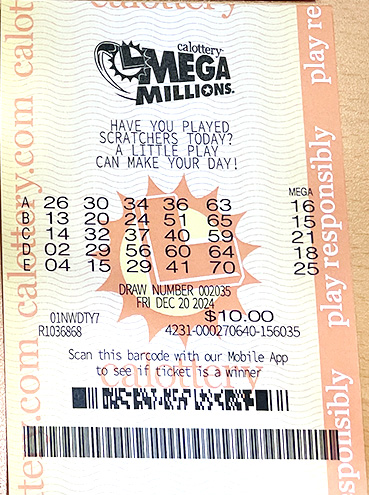 calottery
calottery
MEGA
MILLIONS.
HAVE YOU PLAYED
SCRATCHERS TODAY?
A LITTLE PLAY
CAN MAKE YOUR DAY!
MEGA
A 26 30 34 36 63 16
B 13 20 24 51 65 15
C 14 32 37 40 59 21
D 02 29 56 60 64 18
E 04 15 29 41 70 25
DRAW NUMBER 002035
FRI DEC 20 2024
01NWDTY7 $10.00
R1036868 4231-000270640-156035
Scan this barcode with our Mobile App
to see if ticket is a winner
calottery
calottery.com calot
play responsibly play re